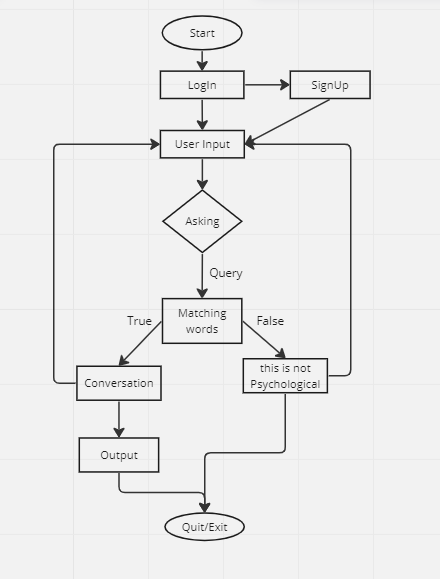 Start
LogIn
SignUp
User Input
Asking
Query
Matching
words
True
False
Conversation
this is not
Psychological
Output
Quit/Exit